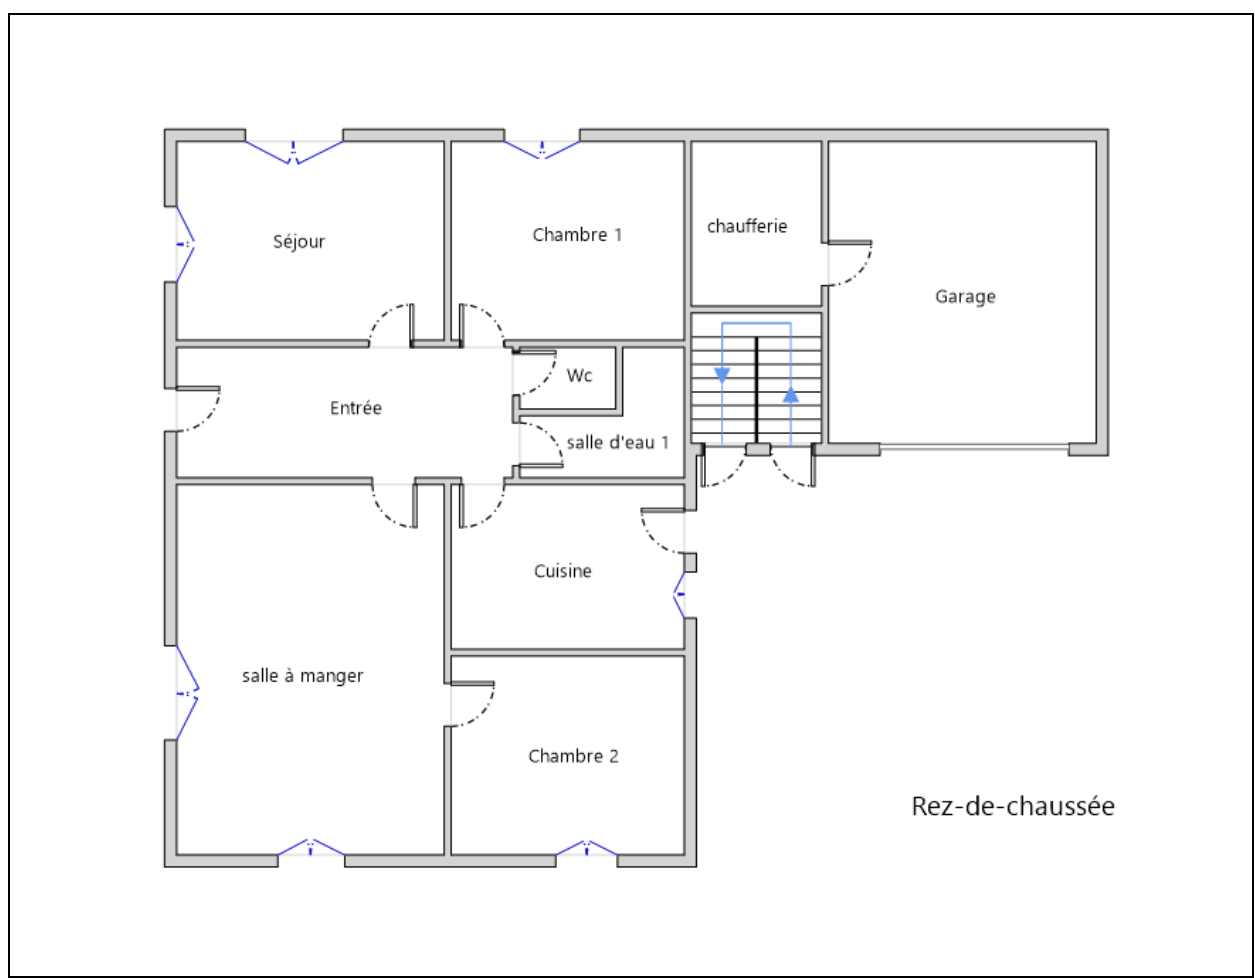 chaufferie
Chambre 1
Séjour
Garage
Wc
Entrée
salle d'eau 1
Cuisine
salle à manger
Chambre 2
Rez-de-chaussée